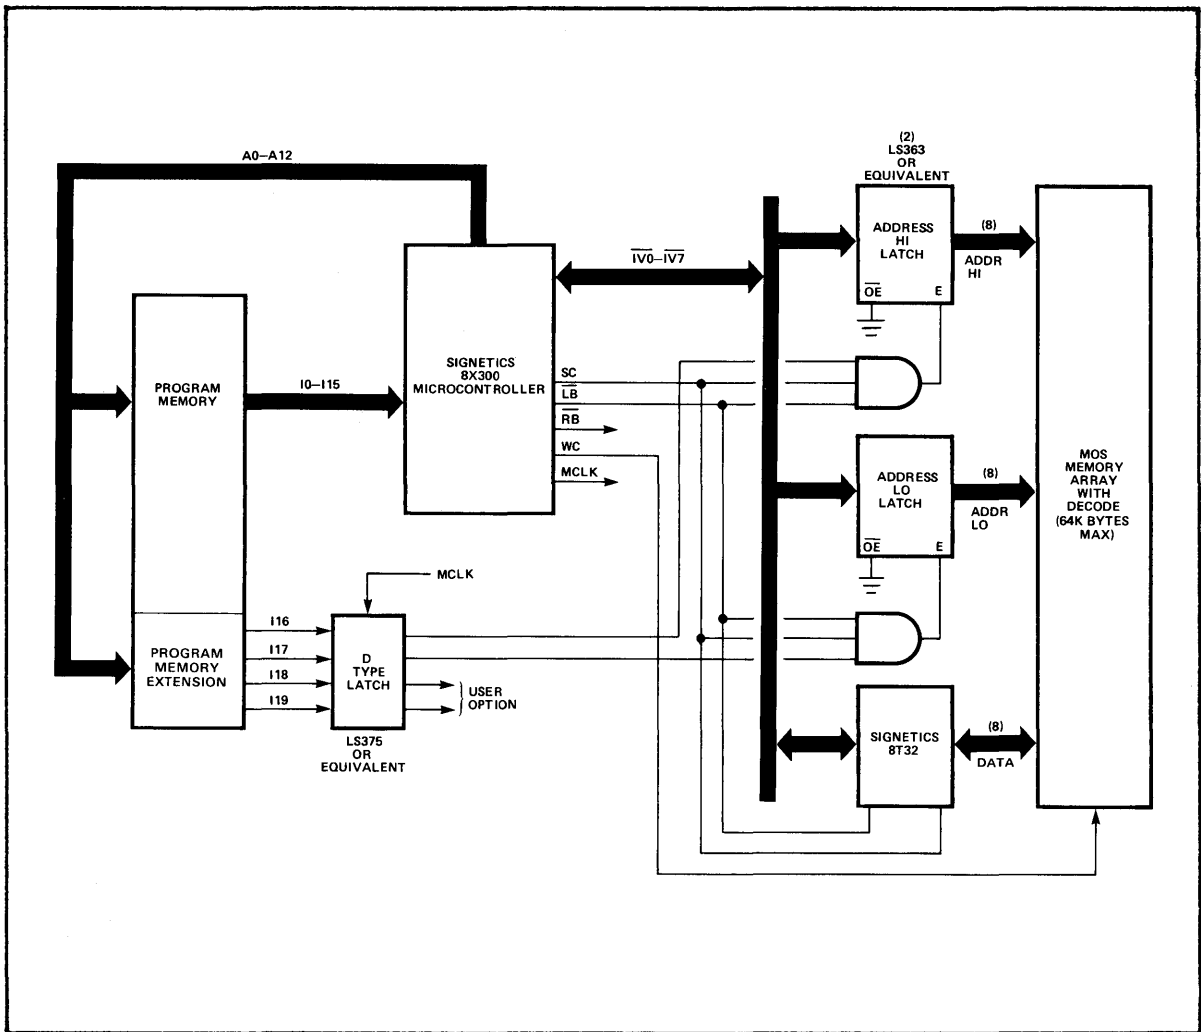 A0–A12
(2)
LS363
OR
EQUIVALENT
ADDRESS
HI
LATCH
OE
E
(8)
ADDR
HI
IV0–IV7
PROGRAM
MEMORY
I0–I15
SIGNETICS
8X300
MICROCONTROLLER
SC
LB
RB
WC
MCLK
ADDRESS
LO
LATCH
OE
E
(8)
ADDR
LO
MOS
MEMORY
ARRAY
WITH
DECODE
(64K BYTES
MAX)
MCLK
PROGRAM
MEMORY
EXTENSION
I16
I17
I18
I19
D
TYPE
LATCH
USER
OPTION
LS375
OR
EQUIVALENT
SIGNETICS
8T32
(8)
DATA